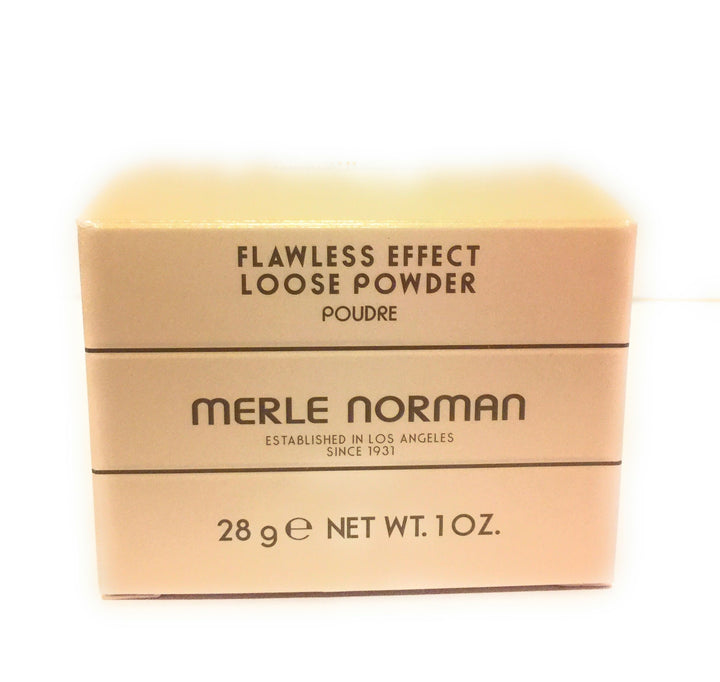 FLAWLESS EFFECT
LOOSE POWDER
POUDRE
MERLE NORMAN
ESTABLISHED IN LOS ANGELES
SINCE 1931
28 g ℮ NET WT. 1 OZ.